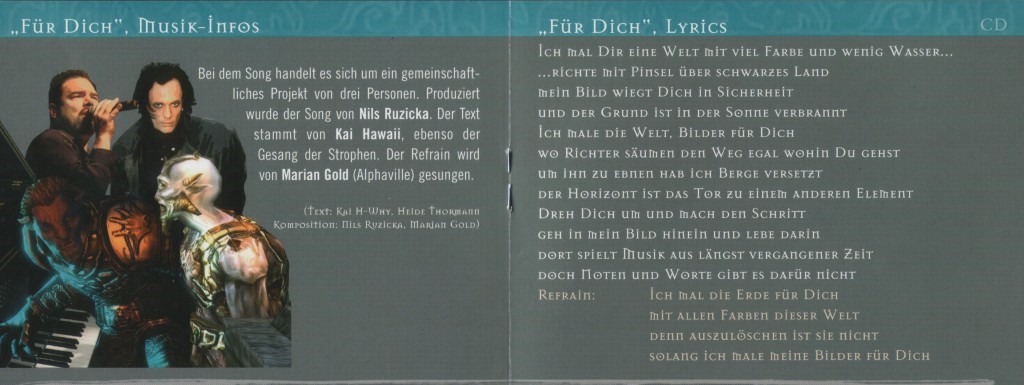 „Für Dich”, Musik-Infos
Bei dem Song handelt es sich um ein gemeinschaft-
liches Projekt von drei Personen. Produziert
wurde der Song von Nils Ruzicka. Der Text
stammt von Kai Hawaii, ebenso der
Gesang der Strophen. Der Refrain wird
von Marian Gold (Alphaville) gesungen.
(Text: Kai H-Why, Heide Thormann
Komposition: Nils Ryzicka, Marian Gold)
„Für Dich”, Lyrics
CD
Ich mal Dir eine Welt mit viel Farbe und wenig Wasser...
...richte mit Pinsel über schwarzes Land
mein Bild wiegt Dich in Sicherheit
und der Grund ist in der Sonne verbrannt
Ich male die Welt, Bilder für Dich
wo Richter säumen den Weg egal wohin Du gehst
um ihn zu ebnen hab ich Berge versetzt
der Horizont ist das Tor zu einem anderen Element
Dreh Dich um und mach den Schritt
geh in mein Bild hinein und lebe darin
dort spielt Musik aus längst vergangener Zeit
doch Noten und Worte gibt es dafür nicht
Refrain: Ich mal die Erde für Dich
mit allen Farben dieser Welt
denn auszulöschen ist sie nicht
solang ich male meine Bilder für Dich